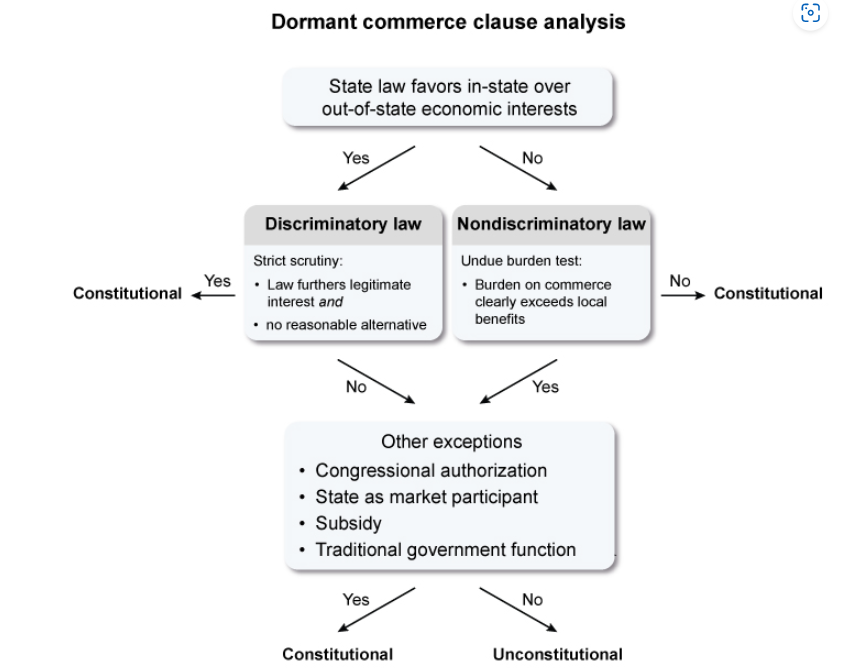 Dormant commerce clause analysis
State law favors in-state over
out-of-state economic interests
Yes
No
Discriminatory law
Strict scrutiny:
• Law furthers legitimate
interest and
• no reasonable alternative
Nondiscriminatory law
Undue burden test:
• Burden on commerce
clearly exceeds local
benefits
Yes
Constitutional
No
Constitutional
No
Yes
Other exceptions
• Congressional authorization
• State as market participant
• Subsidy
• Traditional government function
Yes
No
Constitutional
Unconstitutional